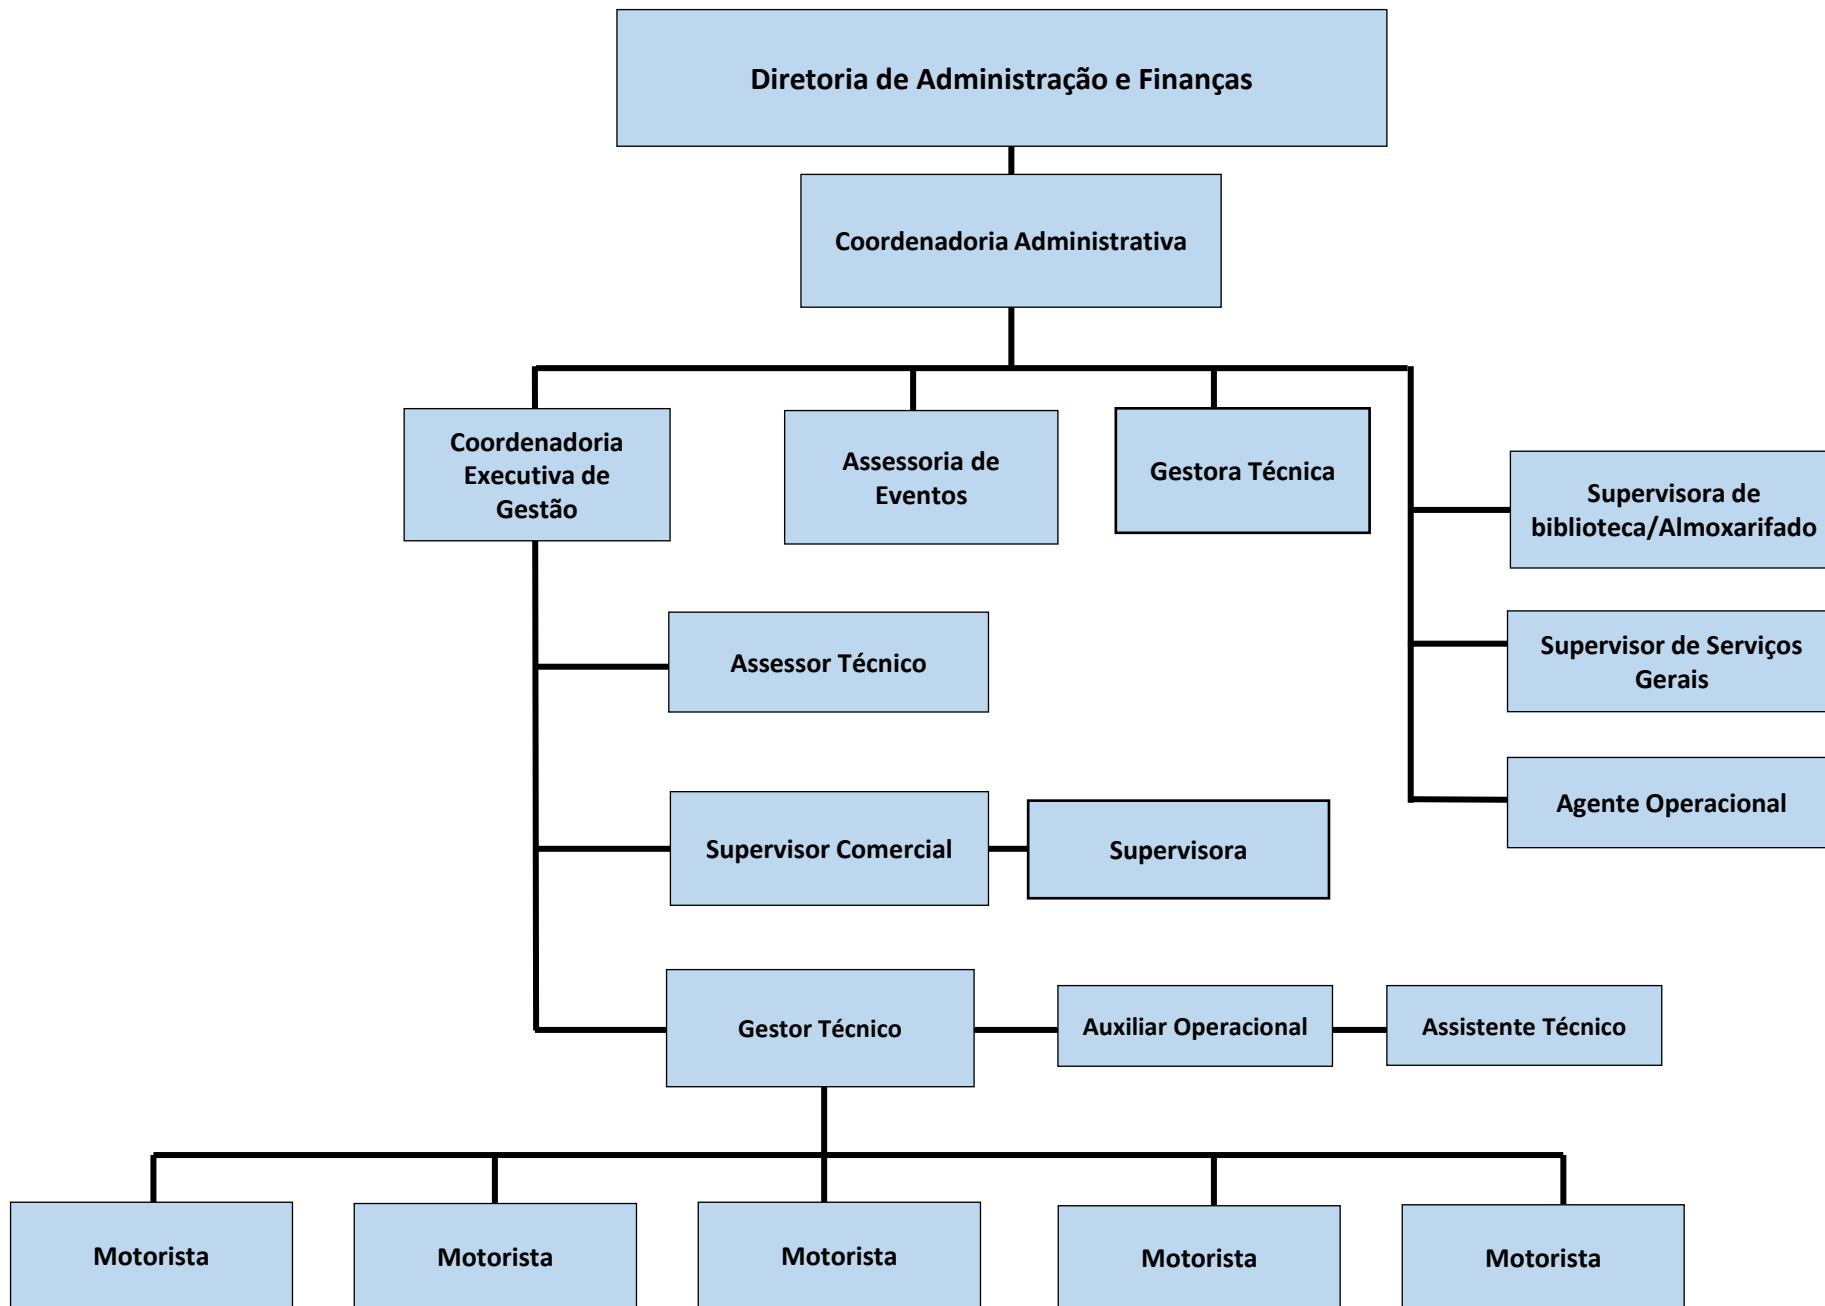 Diretoria de Administração e Finanças
Coordenadoria Administrativa
Coordenadoria
Executiva de
Gestão
Assessoria de
Eventos
Gestora Técnica
Supervisora de
biblioteca/Almoxarifado
Supervisor de Serviços
Gerais
Agente Operacional
Assessor Técnico
Supervisor Comercial
Supervisora
Gestor Técnico
Auxiliar Operacional
Assistente Técnico
Motorista
Motorista
Motorista
Motorista
Motorista